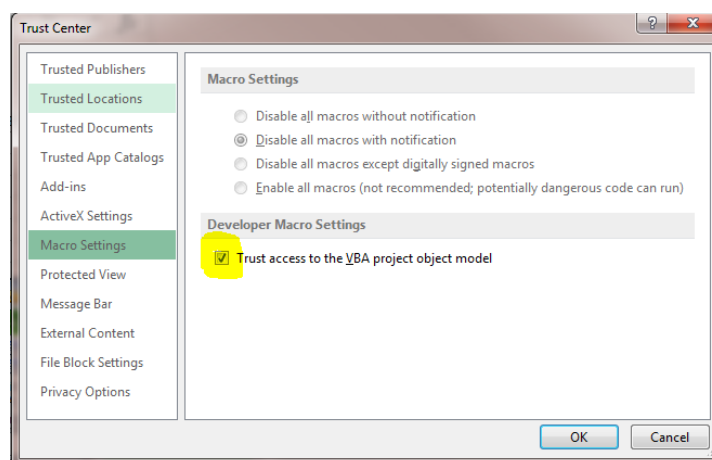 Trust Center
Trusted Publishers
Trusted Locations
Trusted Documents
Trusted App Catalogs
Add-ins
ActiveX Settings
Macro Settings
Protected View
Message Bar
External Content
File Block Settings
Privacy Options
Macro Settings
Disable all macros without notification
Disable all macros with notification
Disable all macros except digitally signed macros
Enable all macros (not recommended; potentially dangerous code can run)
Developer Macro Settings
Trust access to the VBA project object model
OK
Cancel